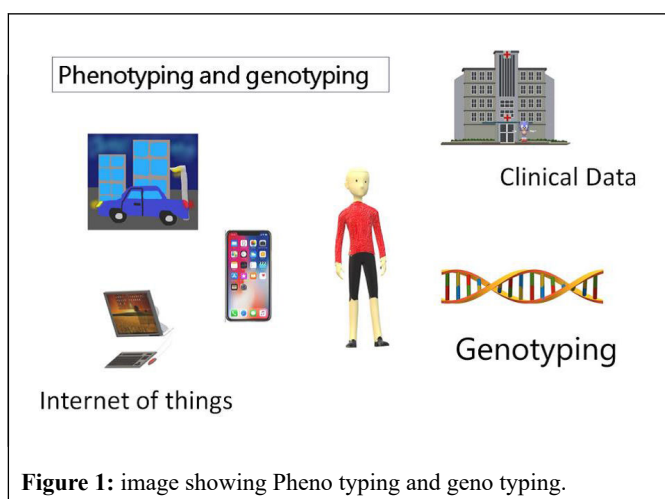 Phenotyping and genotyping
Clinical Data
Genotyping
Internet of things
Figure 1: image showing Pheno typing and geno typing.